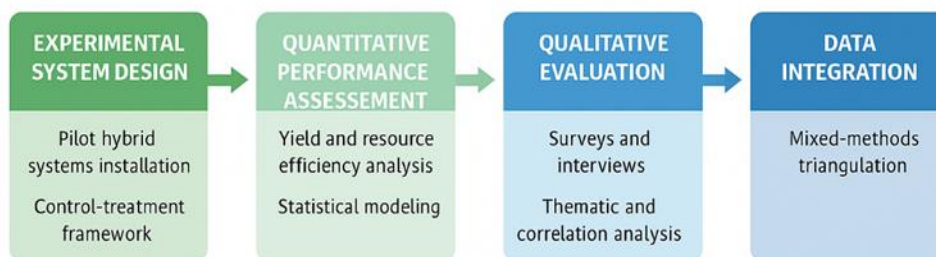 EXPERIMENTAL
SYSTEM DESIGN
Pilot hybrid
systems installation
Control-treatment
framework
QUANTITATIVE
PERFORMANCE
ASSESSMENT
Yield and resource
efficiency analysis
Statistical modeling
QUALITATIVE
EVALUATION
Surveys and
interviews
Thematic and
correlation analysis
DATA
INTEGRATION
Mixed-methods
triangulation